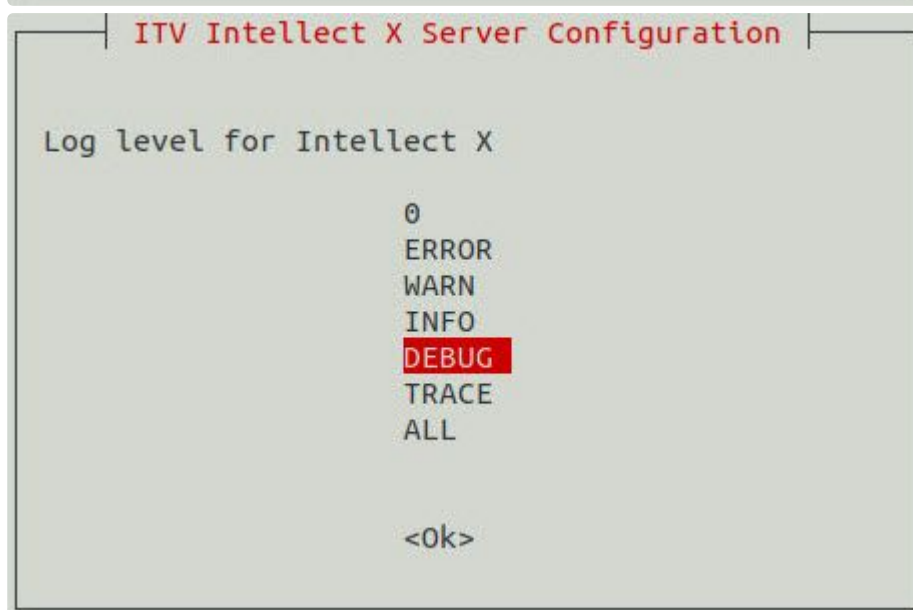 ITV Intellect X Server Configuration
Log level for Intellect X
0
ERROR
WARN
INFO
DEBUG
TRACE
ALL
<Ok>